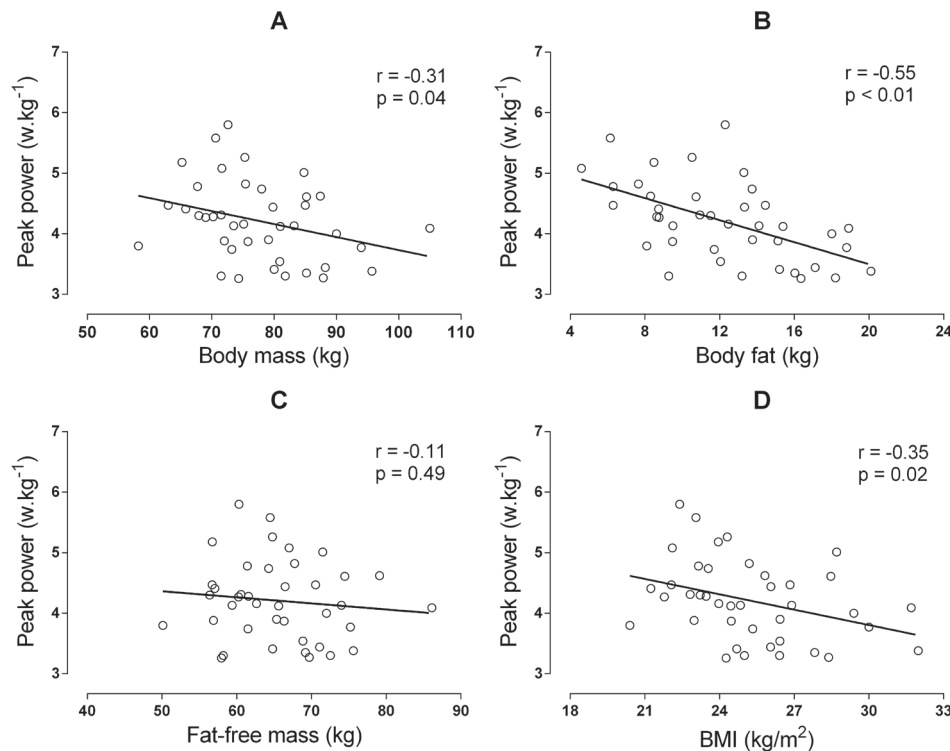 A
Peak power (w.kg⁻¹)
7
6
5
4
3
r = -0.31
p = 0.04
50 60 70 80 90 100 110
Body mass (kg)
B
Peak power (w.kg⁻¹)
7
6
5
4
3
r = -0.55
p < 0.01
4 8 12 16 20 24
Body fat (kg)
C
Peak power (w.kg⁻¹)
7
6
5
4
3
r = -0.11
p = 0.49
40 50 60 70 80 90
Fat-free mass (kg)
D
Peak power (w.kg⁻¹)
7
6
5
4
3
r = -0.35
p = 0.02
18 21 24 27 30 33
BMI (kg/m²)